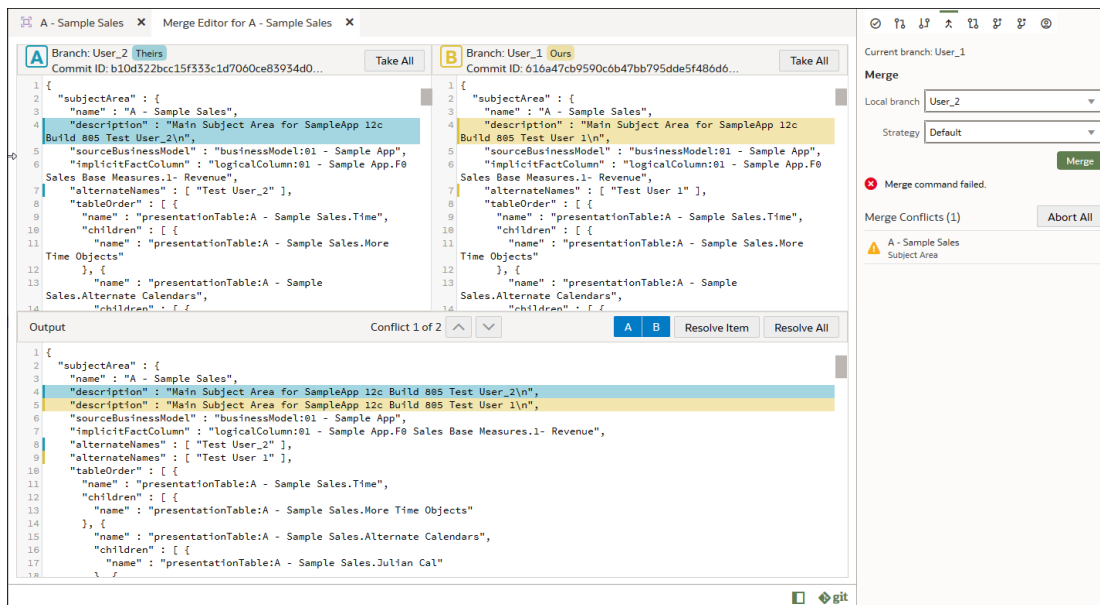 A - Sample Sales ✕ Merge Editor for A - Sample Sales ✕
A Branch: User_2 Theirs
Commit ID: b10d322bcc15f333c1d7060ce83934d0...
Take All
1 {
2 "subjectArea" : {
3 "name" : "A - Sample Sales",
4 "description" : "Main Subject Area for SampleApp 12c
Build 805 Test User_2\n",
5 "sourceBusinessModel" : "businessModel:01 - Sample App",
6 "implicitFactColumn" : "logicalColumn:01 - Sample App.F0
Sales Base Measures.1- Revenue",
7 "alternateNames" : [ "Test User_2" ],
8 "tableOrder" : [ {
9 "name" : "presentationTable:A - Sample Sales.Time",
10 "children" : [ {
11 "name" : "presentationTable:A - Sample Sales.More
Time Objects"
12 }, {
13 "name" : "presentationTable:A - Sample
Sales.Alternate Calendars",
14 "children" : [ {
B Branch: User_1 Ours
Commit ID: 616a47cb9590c6b47bb795dde5f486d6...
Take All
1 {
2 "subjectArea" : {
3 "name" : "A - Sample Sales",
4 "description" : "Main Subject Area for SampleApp 12c
Build 805 Test User 1\n",
5 "sourceBusinessModel" : "businessModel:01 - Sample App",
6 "implicitFactColumn" : "logicalColumn:01 - Sample App.F0
Sales Base Measures.1- Revenue",
7 "alternateNames" : [ "Test User 1" ],
8 "tableOrder" : [ {
9 "name" : "presentationTable:A - Sample Sales.Time",
10 "children" : [ {
11 "name" : "presentationTable:A - Sample Sales.More
Time Objects"
12 }, {
13 "name" : "presentationTable:A - Sample
Sales.Alternate Calendars",
14 "children" : [ {
Output Conflict 1 of 2 A B Resolve Item Resolve All
1 {
2 "subjectArea" : {
3 "name" : "A - Sample Sales",
4 "description" : "Main Subject Area for SampleApp 12c Build 805 Test User_2\n",
5 "description" : "Main Subject Area for SampleApp 12c Build 805 Test User 1\n",
6 "sourceBusinessModel" : "businessModel:01 - Sample App",
7 "implicitFactColumn" : "logicalColumn:01 - Sample App.F0 Sales Base Measures.1- Revenue",
8 "alternateNames" : [ "Test User_2" ],
9 "alternateNames" : [ "Test User 1" ],
10 "tableOrder" : [ {
11 "name" : "presentationTable:A - Sample Sales.Time",
12 "children" : [ {
13 "name" : "presentationTable:A - Sample Sales.More Time Objects"
14 }, {
15 "name" : "presentationTable:A - Sample Sales.Alternate Calendars",
16 "children" : [ {
17 "name" : "presentationTable:A - Sample Sales.Julian Cal"
18 }, {
git
Current branch: User_1
Merge
Local branch User_2
Strategy Default
Merge
Merge command failed.
Merge Conflicts (1) Abort All
A - Sample Sales
Subject Area